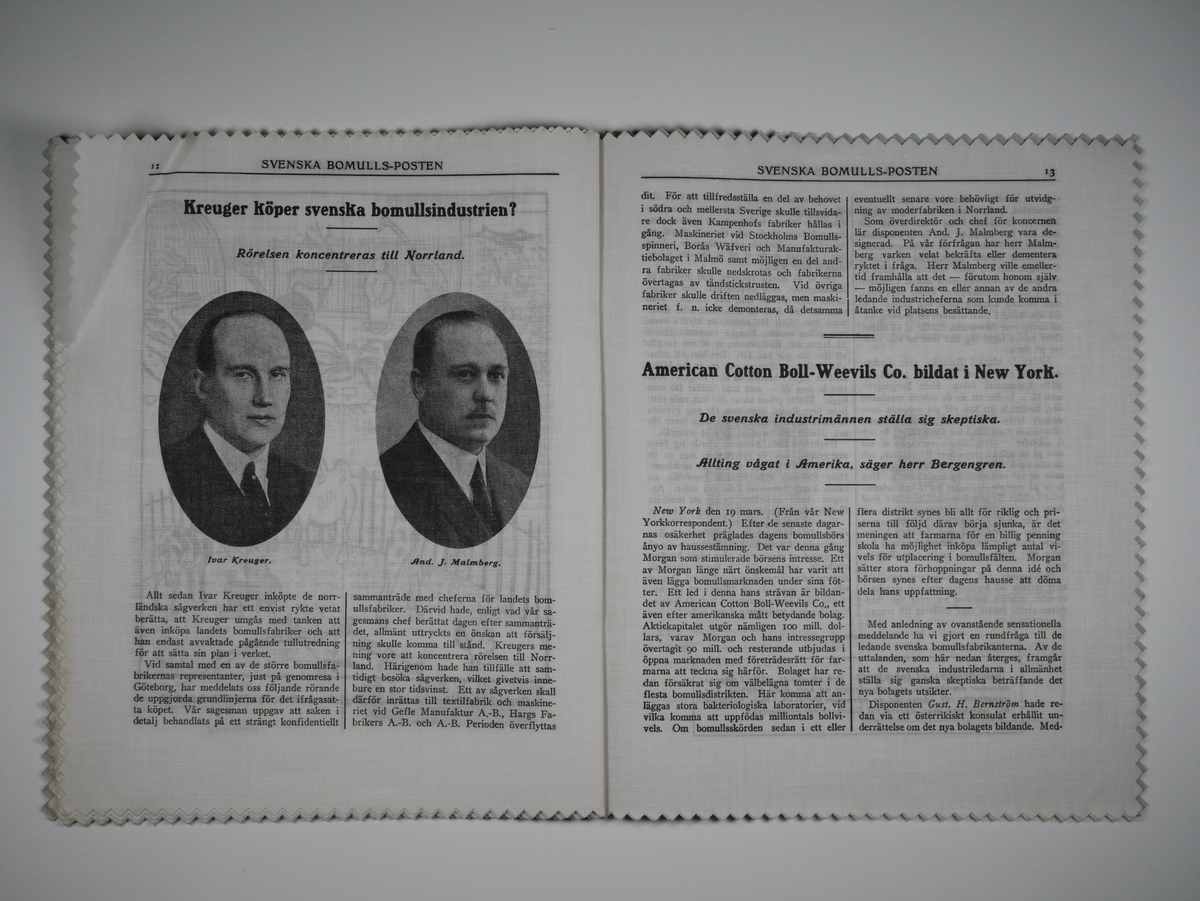 12
SVENSKA BOMULLS-POSTEN
Kreuger köper svenska bomullsindustrien?
Rörelsen koncentreras till Norrland.
Ivar Kreuger.
And. J. Malmberg.
Allt sedan Ivar Kreuger inköpte de norr-
ländska sågverken har ett envist rykte vetat
berätta, att Kreuger umgås med tanken att
även inköpa landets bomullsfabriker och att
han endast avvaktade pågående tullutredning
för att sätta sin plan i verket.
Vid samtal med en av de större bomullsfa-
brikernas representanter, just på genomresa i
Göteborg, har meddelats oss följande rörande
de uppgjorda grundlinjerna för det ifrågasat-
ta köpet. Vår sagesman uppgav att saken i
detalj behandlats på ett strängt konfidentiellt
sammanträde med cheferna för landets bom-
ullsfabriker. Därvid hade, enligt vad vår sa-
gesmans chef berättat dagen efter sammanträ-
det, allmänt uttryckts en önskan att försälj-
ning skulle komma till stånd. Kreugers me-
ning vore att koncentrera rörelsen till Norr-
land. Härigenom hade han tillfälle att sam-
tidigt besöka sågverken, vilket givetvis inne-
bure en stor tidsvinst. Ett av sågverken skall
därför inrättas till textilfabrik och maskine-
riet vid Gefle Manufaktur A.-B., Hargs Fa-
brikers A.-B. och A.-B. Perioden överflyttas
SVENSKA BOMULLS-POSTEN
13
dit. För att tillfredsställa en del av behovet
i södra och mellersta Sverige skulle tillsvida-
re dock även Kampenhofs fabriker hållas i
gång. Maskineriet vid Stockholms Bomulls-
spinneri, Borås Wäfveri och Manufakturak-
tiebolaget i Malmö samt möjligen en del and-
ra fabriker skulle nedskrotas och fabrikerna
övertagas av tändstickstrusten. Vid övriga
fabriker skulle driften nedläggas, men maski-
neriet f. n. icke demonteras, då detsamma
eventuellt senare vore behövligt för utvidg-
ning av moderfabriken i Norrland.
Som överdirektör och chef för koncernen
lär disponenten And. J. Malmberg vara de-
signerad. På vår förfrågan har herr Malm-
berg varken velat bekräfta eller dementera
ryktet i fråga. Herr Malmberg ville emeller-
tid framhålla att det — förutom honom själv
— möjligen fanns en eller annan av de andra
ledande industricheferna som kunde komma i
åtanke vid platsens besättande.
American Cotton Boll-Weevils Co. bildat i New York.
De svenska industrimännen ställa sig skeptiska.
Allting vågat i Amerika, säger herr Bergengren.
New York den 19 mars. (Från vår New
Yorkkorrespondent.) Efter de senaste dagar-
nas osäkerhet präglades dagens bomullsbörs
ånyo av haussestämning. Det var denna gång
Morgan som stimulerade börsens intresse. Ett
av Morgan länge närt önskemål har varit att
även lägga bomullsmarknaden under sina föt-
ter. Ett led i denna hans strävan är bildan-
det av American Cotton Boll-Weevils Co., ett
även efter amerikanska mått betydande bolag.
Aktiekapitalet utgör nämligen 100 mill. dol-
lars, varav Morgan och hans intressegrupp
övertagit 90 mill. och resterande utbjudas i
öppna marknaden med företrädesrätt för far-
marna att teckna sig härför. Bolaget har re-
dan försäkrat sig om välbelägna tomter i de
flesta bomullsdistrikten. Här komma att an-
läggas stora bakteriologiska laboratorier, vid
vilka komma att uppfödas milliontals bollvi-
vels. Om bomullsskörden sedan i ett eller
flera distrikt synes bli allt för riklig och pri-
serna till följd därav börja sjunka, är det
meningen att farmarna för en billig penning
skola ha möjlighet inköpa lämpligt antal vi-
vels för utplacering i bomullsfälten. Morgan
sätter stora förhoppningar på denna idé och
börsen synes efter dagens hausse att döma
dela hans uppfattning.
Med anledning av ovanstående sensationella
meddelande ha vi gjort en rundfråga till de
ledande svenska bomullsfabrikanterna. Av de
uttalanden, som här nedan återges, framgår
att de svenska industriledarna i allmänhet
ställa sig ganska skeptiska beträffande det
nya bolagets utsikter.
Disponenten Gust. H. Bernström hade re-
dan via ett österrikiskt konsulat erhållit un-
derrättelse om det nya bolagets bildande. Med-